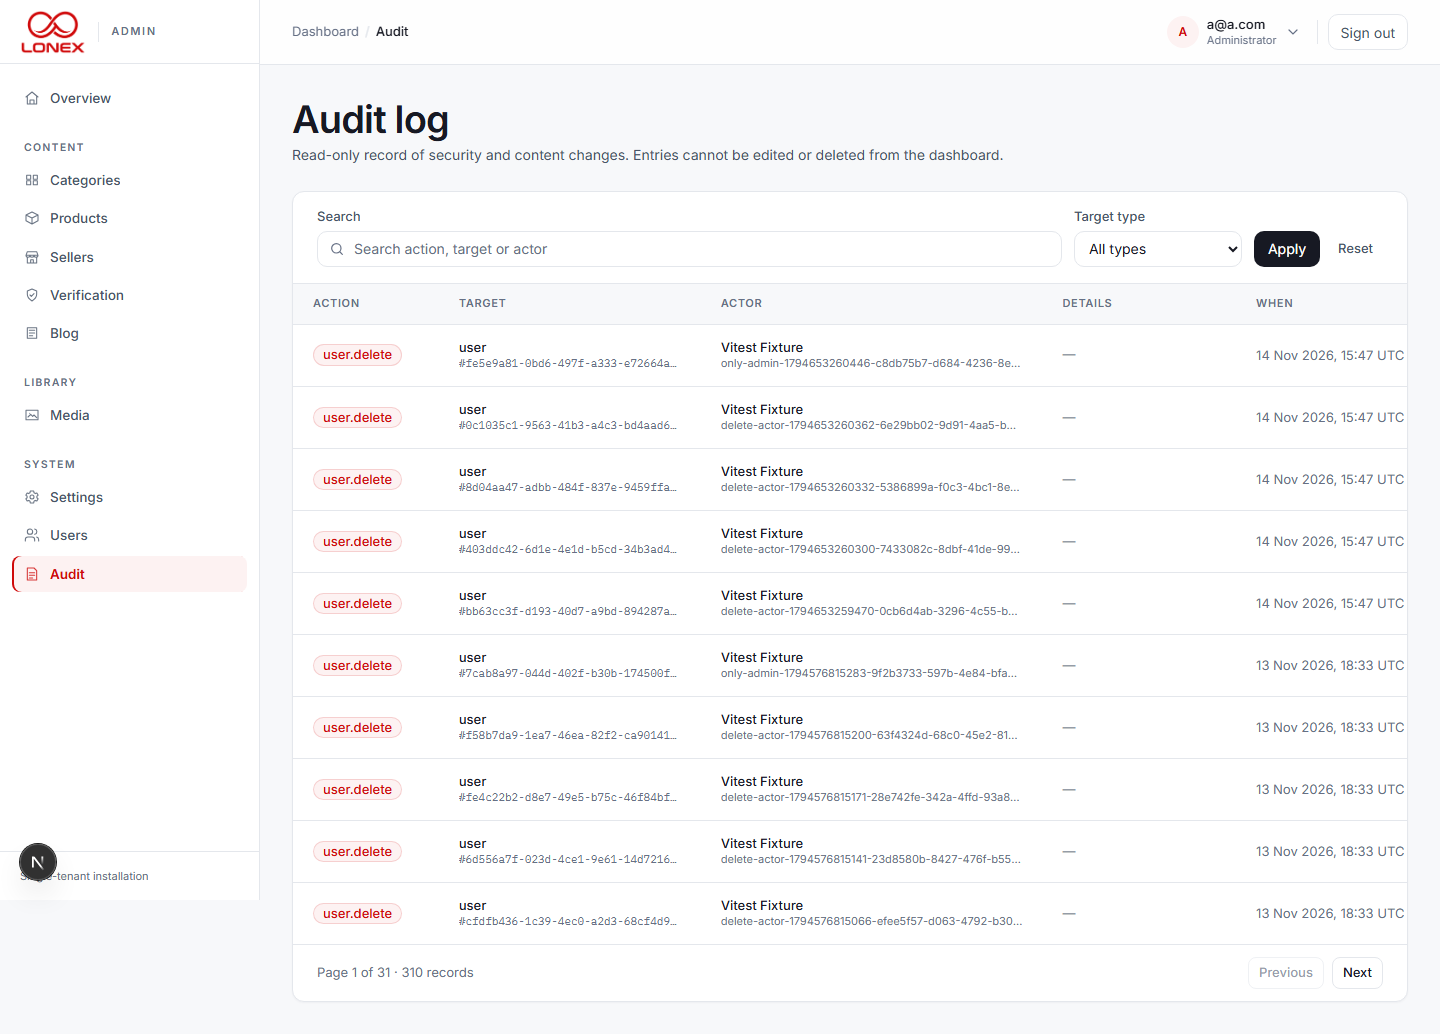 LONEX
ADMIN
Dashboard / Audit
A
a@a.com
Administrator
Sign out
Overview
CONTENT
Categories
Products
Sellers
Verification
Blog
LIBRARY
Media
SYSTEM
Settings
Users
Audit
N
-tenant installation
Audit log
Read-only record of security and content changes. Entries cannot be edited or deleted from the dashboard.
Search
Search action, target or actor
Target type
All types
Apply
Reset
ACTION TARGET ACTOR DETAILS WHEN
user.delete user Vitest Fixture — 14 Nov 2026, 15:47 UTC
#fe5e9a81-0bd6-497f-a333-e72664a… only-admin-1794653260446-c8db75b7-d684-4236-8e…
user.delete user Vitest Fixture — 14 Nov 2026, 15:47 UTC
#0c1035c1-9563-41b3-a4c3-bd4aad6… delete-actor-1794653260362-6e29bb02-9d91-4aa5-b…
user.delete user Vitest Fixture — 14 Nov 2026, 15:47 UTC
#8d04aa47-adbb-484f-837e-9459ffa… delete-actor-1794653260332-5386899a-f0c3-4bc1-8e…
user.delete user Vitest Fixture — 14 Nov 2026, 15:47 UTC
#403ddc42-6d1e-4e1d-b5cd-34b3ad4… delete-actor-1794653260300-7433082c-8dbf-41de-99…
user.delete user Vitest Fixture — 14 Nov 2026, 15:47 UTC
#bb63cc3f-d193-40d7-a9bd-894287a… delete-actor-1794653259470-0cb6d4ab-3296-4c55-b…
user.delete user Vitest Fixture — 13 Nov 2026, 18:33 UTC
#7cab8a97-044d-402f-b30b-174500f… only-admin-1794576815283-9f2b3733-597b-4e84-bfa…
user.delete user Vitest Fixture — 13 Nov 2026, 18:33 UTC
#f58b7da9-1ea7-46ea-82f2-ca90141… delete-actor-1794576815200-63f4324d-68c0-45e2-81…
user.delete user Vitest Fixture — 13 Nov 2026, 18:33 UTC
#fe4c22b2-d8e7-49e5-b75c-46f84bf… delete-actor-1794576815171-28e742fe-342a-4ffd-93a8…
user.delete user Vitest Fixture — 13 Nov 2026, 18:33 UTC
#6d556a7f-023d-4ce1-9e61-14d7216… delete-actor-1794576815141-23d8580b-8427-476f-b55…
user.delete user Vitest Fixture — 13 Nov 2026, 18:33 UTC
#cfdfb436-1c39-4ec0-a2d3-68cf4d9… delete-actor-1794576815066-efee5f57-d063-4792-b30…
Page 1 of 31 · 310 records
Previous
Next